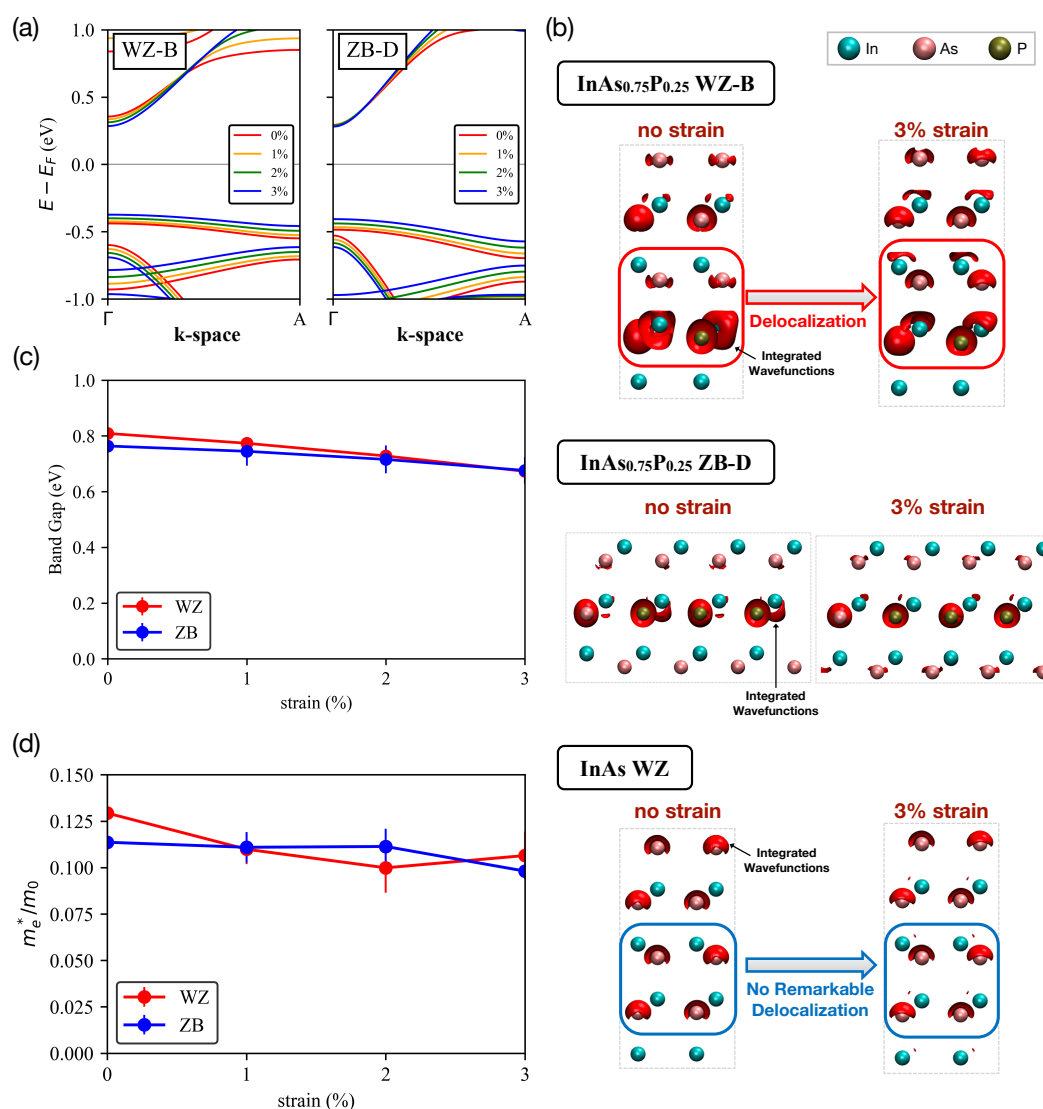 (a)
WZ-B
ZB-D
1.0
0.5
0.0
-0.5
-1.0
E − E_F (eV)
0%
1%
2%
3%
0%
1%
2%
3%
Γ
A
Γ
A
k-space
k-space
(b)
In
As
P
InAs0.75P0.25 WZ-B
no strain
3% strain
Delocalization
Integrated
Wavefunctions
InAs0.75P0.25 ZB-D
no strain
3% strain
Integrated
Wavefunctions
InAs WZ
no strain
3% strain
Integrated
Wavefunctions
No Remarkable
Delocalization
(c)
1.0
0.8
0.6
0.4
0.2
0.0
Band Gap (eV)
WZ
ZB
0
1
2
3
strain (%)
(d)
0.150
0.125
0.100
0.075
0.050
0.025
0.000
m*e/m0
WZ
ZB
0
1
2
3
strain (%)